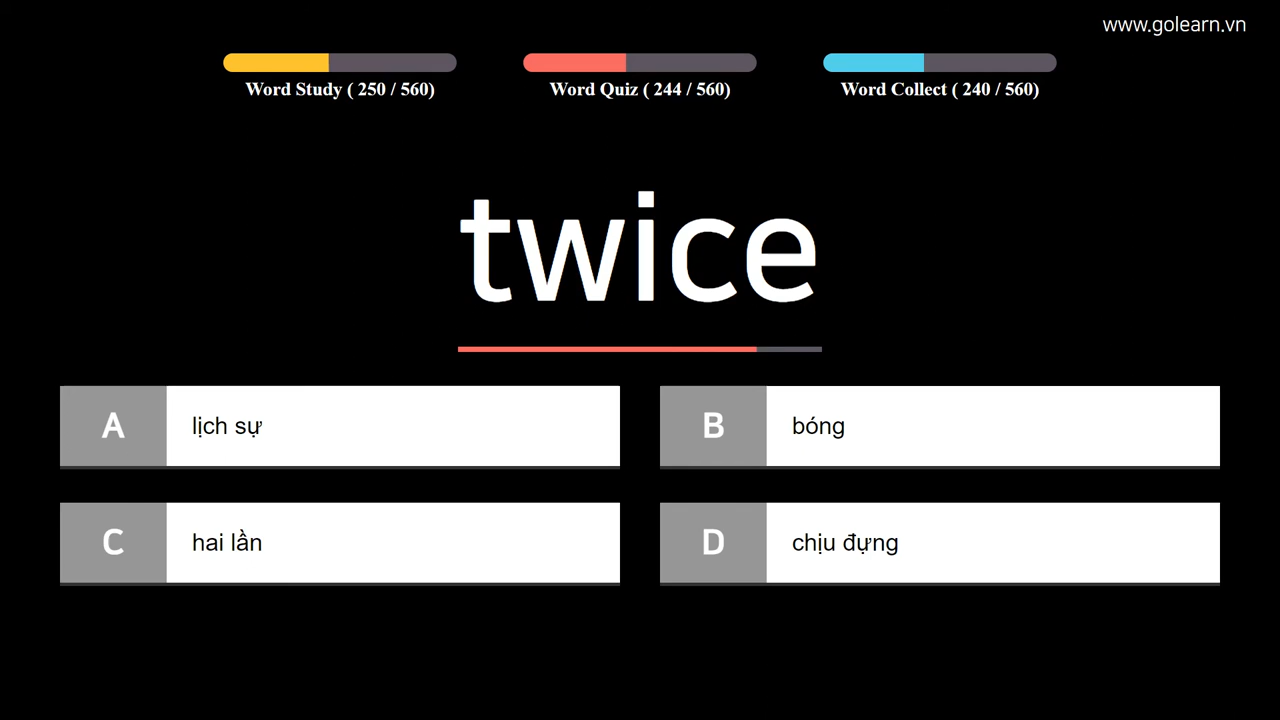 www.golearn.vn
Word Study ( 250 / 560)
Word Quiz ( 244 / 560)
Word Collect ( 240 / 560)
twice
A lịch sự
B bóng
C hai lần
D chịu đựng